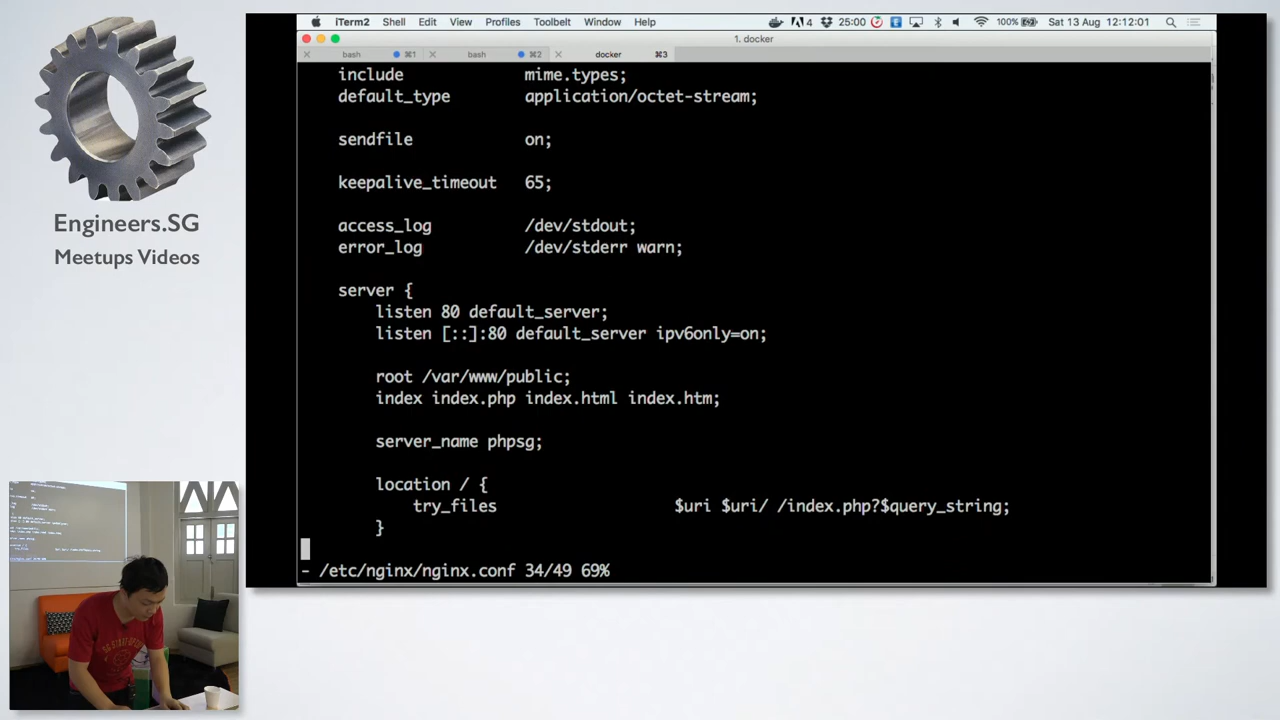 iTerm2 Shell Edit View Profiles Toolbelt Window Help 4 25:00 100% Sat 13 Aug 12:12:01
1. docker
bash ⌘1 bash ⌘2 docker ⌘3
include mime.types;
default_type application/octet-stream;
sendfile on;
keepalive_timeout 65;
access_log /dev/stdout;
error_log /dev/stderr warn;
server {
listen 80 default_server;
listen [::]:80 default_server ipv6only=on;
root /var/www/public;
index index.php index.html index.htm;
server_name phpsg;
location / {
try_files $uri $uri/ /index.php?$query_string;
}
- /etc/nginx/nginx.conf 34/49 69%
Engineers.SG
Meetups Videos